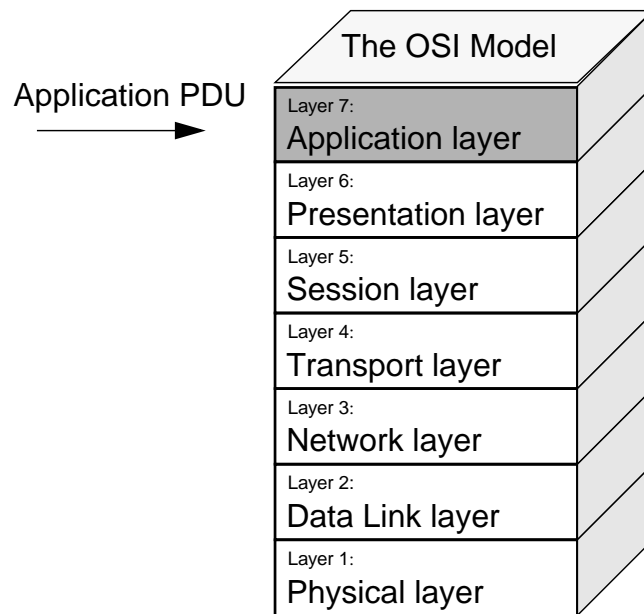 The OSI Model
Application PDU
Layer 7:
Application layer
Layer 6:
Presentation layer
Layer 5:
Session layer
Layer 4:
Transport layer
Layer 3:
Network layer
Layer 2:
Data Link layer
Layer 1:
Physical layer